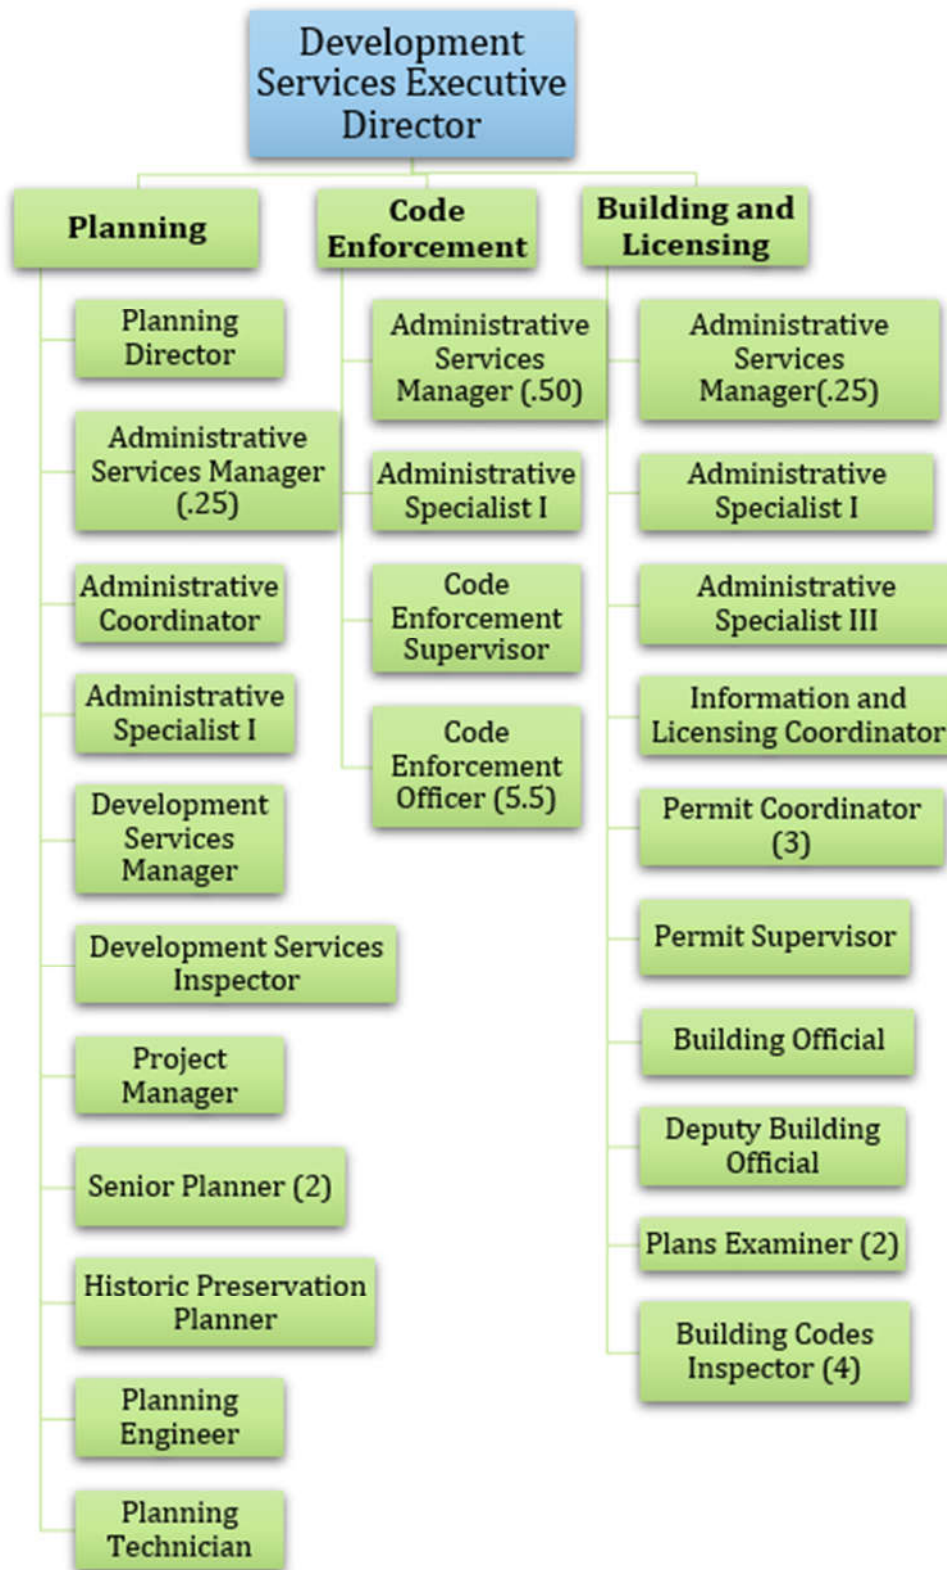 Development
Services Executive
Director
Planning
Planning
Director
Administrative
Services Manager
(.25)
Administrative
Coordinator
Administrative
Specialist I
Development
Services
Manager
Development Services
Inspector
Project
Manager
Senior Planner (2)
Historic Preservation
Planner
Planning
Engineer
Planning
Technician
Code
Enforcement
Administrative
Services
Manager (.50)
Administrative
Specialist I
Code
Enforcement
Supervisor
Code
Enforcement
Officer (5.5)
Building and
Licensing
Administrative
Services
Manager(.25)
Administrative
Specialist I
Administrative
Specialist III
Information and
Licensing Coordinator
Permit Coordinator
(3)
Permit Supervisor
Building Official
Deputy Building
Official
Plans Examiner (2)
Building Codes
Inspector (4)